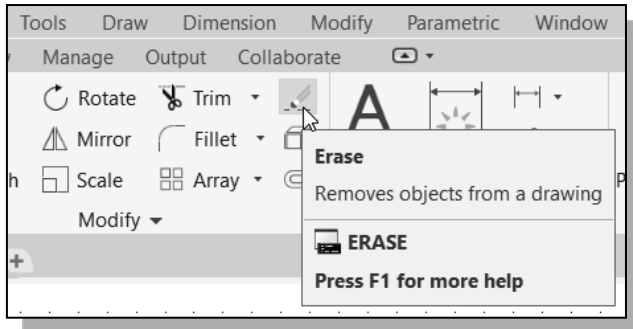 Tools Draw Dimension Modify Parametric Window
Manage Output Collaborate
Rotate Trim
Mirror Fillet
Scale Array
Modify
A
Erase
Removes objects from a drawing
ERASE
Press F1 for more help